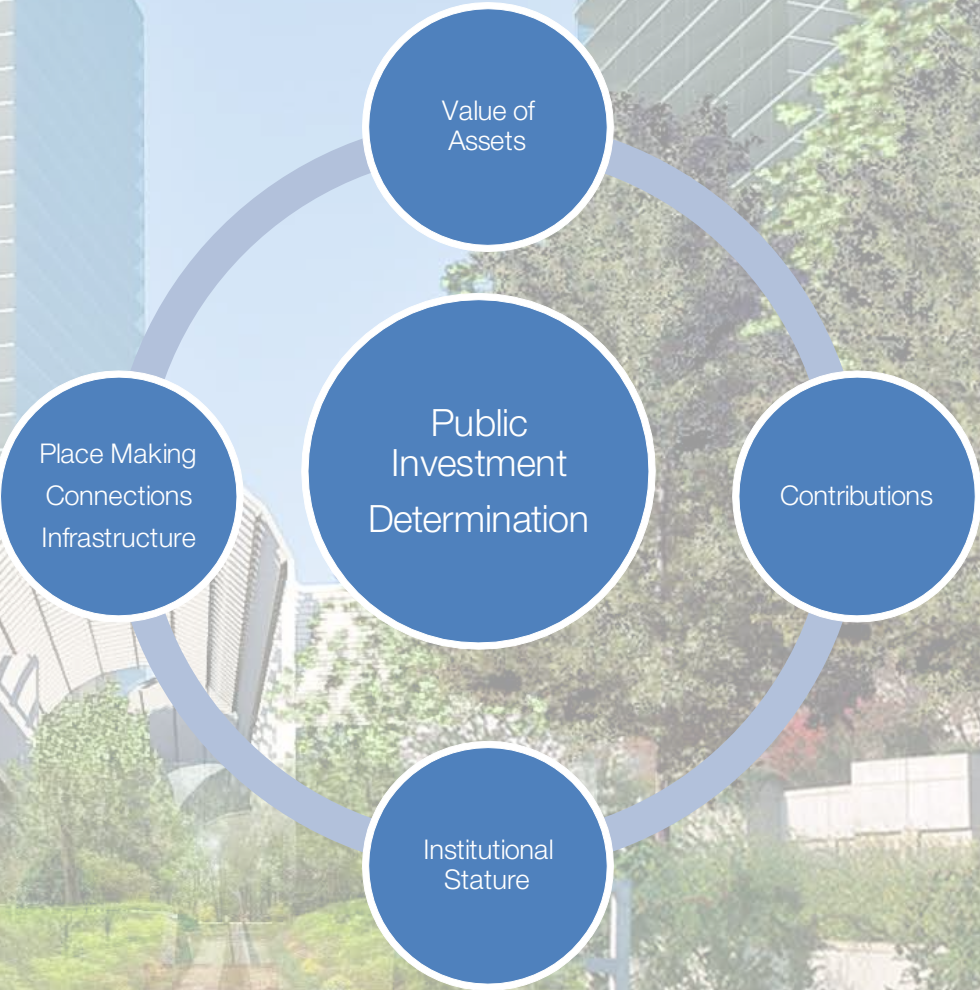 Value of
Assets
Public
Investment
Determination
Place Making
Connections
Infrastructure
Contributions
Institutional
Stature